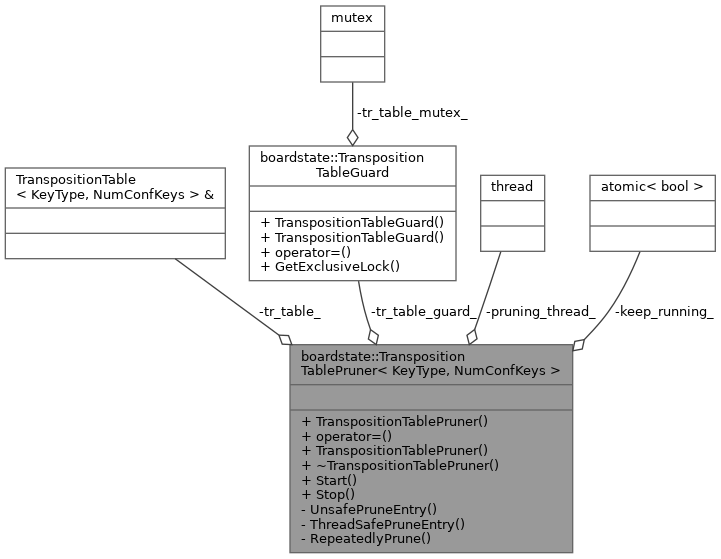 mutex
-tr_table_mutex_
boardstate::Transposition
TableGuard
+ TranspositionTableGuard()
+ TranspositionTableGuard()
+ operator=()
+ GetExclusiveLock()
TranspositionTable
< KeyType, NumConfKeys > &
thread
atomic< bool >
-tr_table_
-tr_table_guard_
-pruning_thread_
-keep_running_
boardstate::Transposition
TablePruner< KeyType, NumConfKeys >
+ TranspositionTablePruner()
+ operator=()
+ TranspositionTablePruner()
+ ~TranspositionTablePruner()
+ Start()
+ Stop()
- UnsafePruneEntry()
- ThreadSafePruneEntry()
- RepeatedlyPrune()